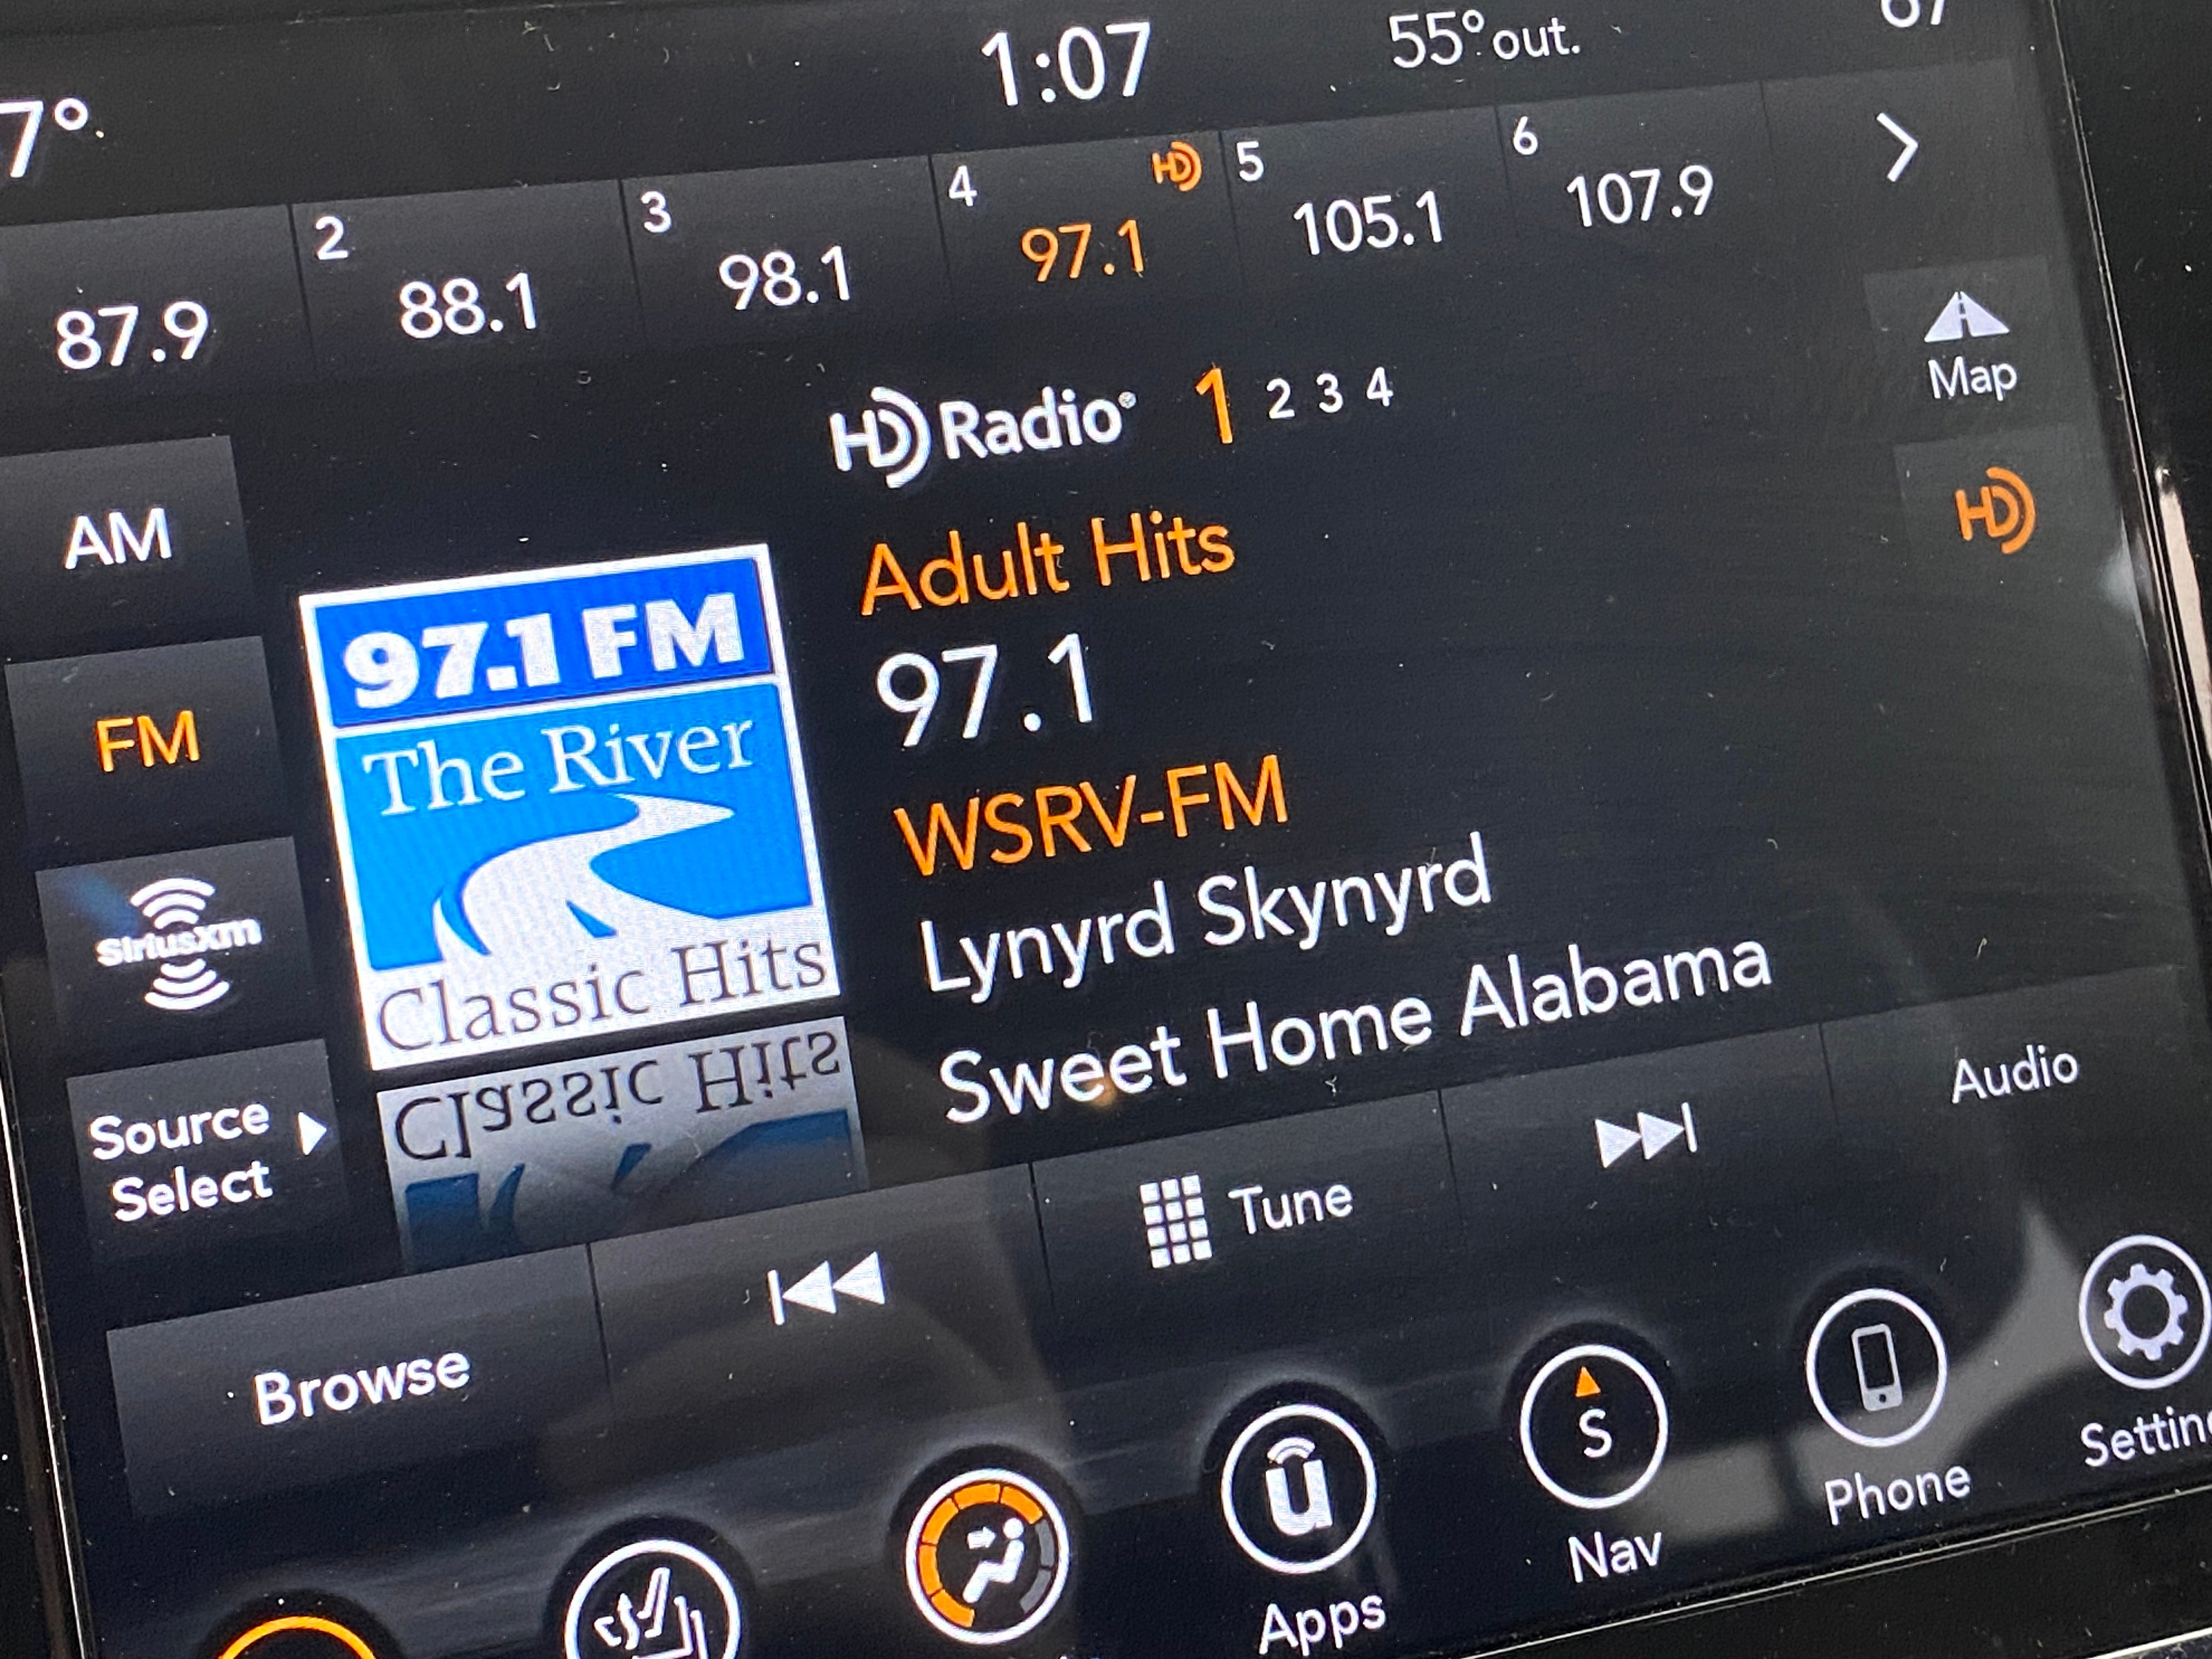 7°
1:07
55° out.
87.9
2
88.1
3
98.1
4
HD
97.1
5
105.1
6
107.9
Map
HD Radio® 1 2 3 4
HD
AM
FM
SiriusXM
Source
Select
97.1 FM
The River
Classic Hits
Classic Hits
Adult Hits
97.1
WSRV-FM
Lynyrd Skynyrd
Sweet Home Alabama
Browse
Tune
Audio
u
Apps
S
Nav
Phone
Settin